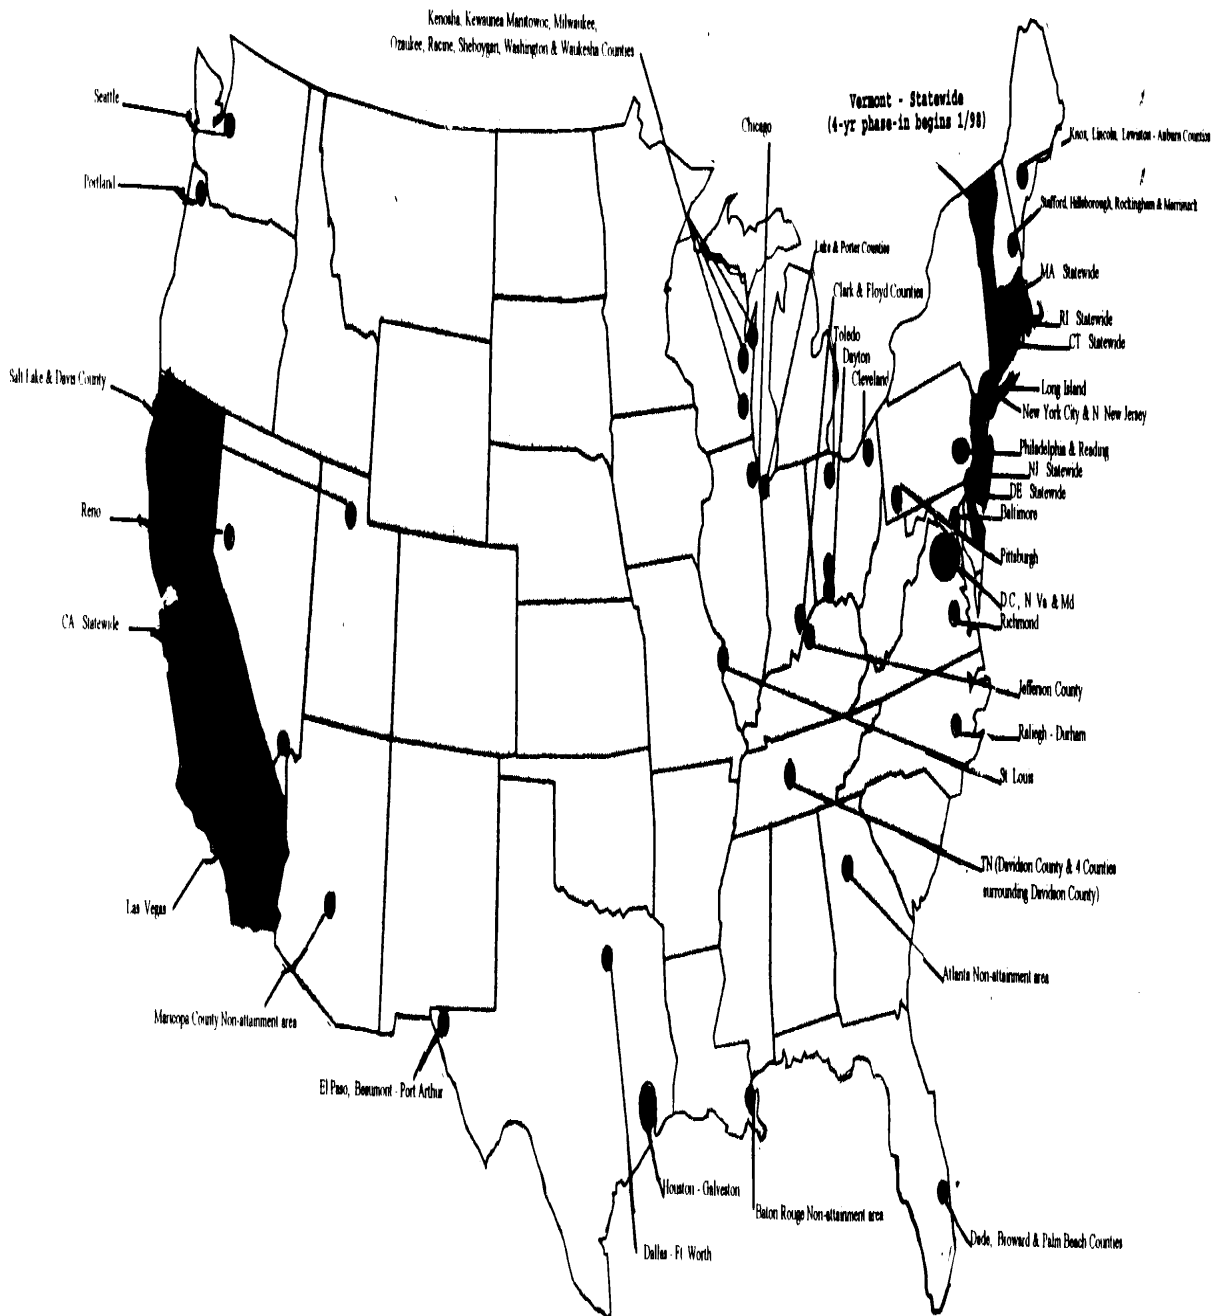 Kenosha, Kewaunea Manitowoc, Milwaukee,
Ozaukee, Racine, Sheboygan, Washington & Waukesha Counties
Vermont - Statewide
(4-yr phase-in begins 1/98)
Seattle
Chicago
Knox, Lincoln, Lewiston - Auburn Counties
Portland
Stafford, Hillsborough, Rockingham & Merrimack
Lake & Porter Counties
MA Statewide
Clark & Floyd Counties
RI Statewide
Toledo
CT Statewide
Dayton
Cleveland
Salt Lake & Davis County
Long Island
New York City & N New Jersey
Philadelphia & Reading
NJ Statewide
DE Statewide
Baltimore
Reno
Pittsburgh
DC, N Va & Md
CA Statewide
Richmond
Jefferson County
Raliegh - Durham
St Louis
TN (Davidson County & 4 Counties
surrounding Davidson County)
Las Vegas
Atlanta Non-attainment area
Maricopa County Non-attainment area
El Paso, Beaumont - Port Arthur
Houston - Galveston
Baton Rouge Non-attainment area
Dade, Broward & Palm Beach Counties
Dallas - Ft Worth